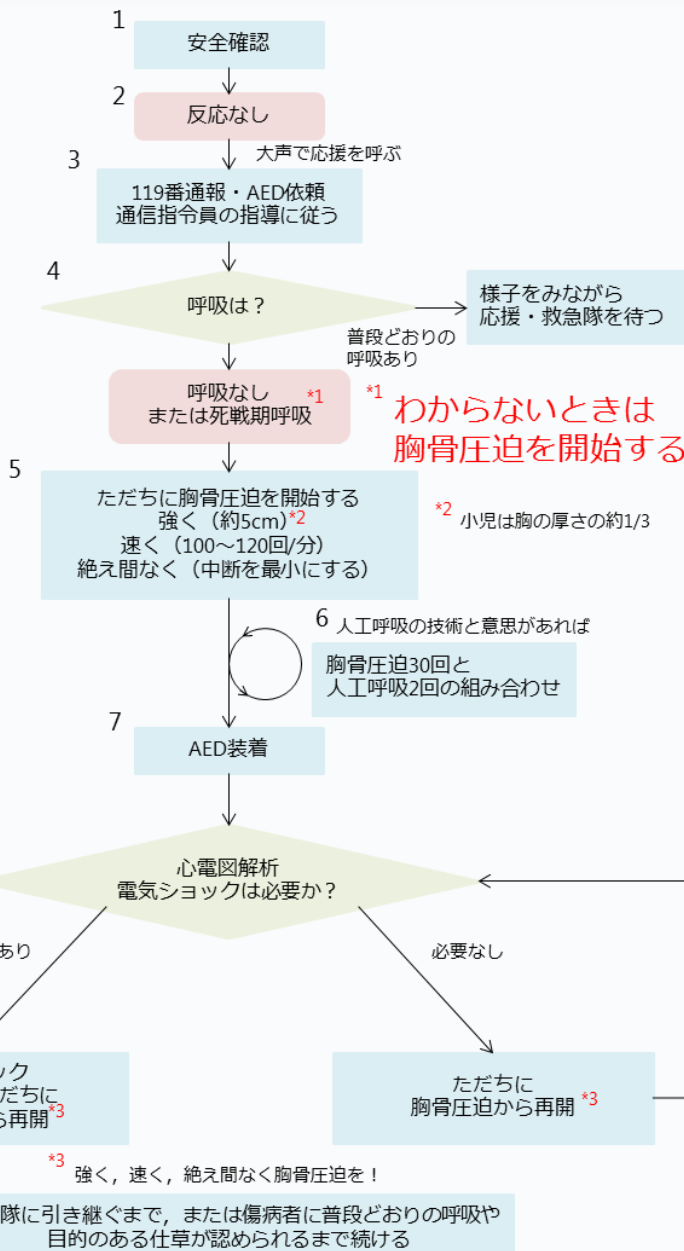 1
安全確認
2
反応なし
大声で応援を呼ぶ
3
119番通報・AED依頼
通信指令員の指導に従う
4
呼吸は？
普段どおりの
呼吸あり
様子をみながら
応援・救急隊を待つ
呼吸なし
または死戦期呼吸 *1
*1 わからないときは
胸骨圧迫を開始する
5
ただちに胸骨圧迫を開始する
強く（約5cm）*2
速く（100～120回/分）
絶え間なく（中断を最小にする）
*2 小児は胸の厚さの約1/3
6 人工呼吸の技術と意思があれば
胸骨圧迫30回と
人工呼吸2回の組み合わせ
7
AED装着
心電図解析
電気ショックは必要か？
あり
必要なし
ック
だちに
ら再開*3
ただちに
胸骨圧迫から再開 *3
*3 強く，速く，絶え間なく胸骨圧迫を！
隊に引き継ぐまで，または傷病者に普段どおりの呼吸や
目的のある仕草が認められるまで続ける